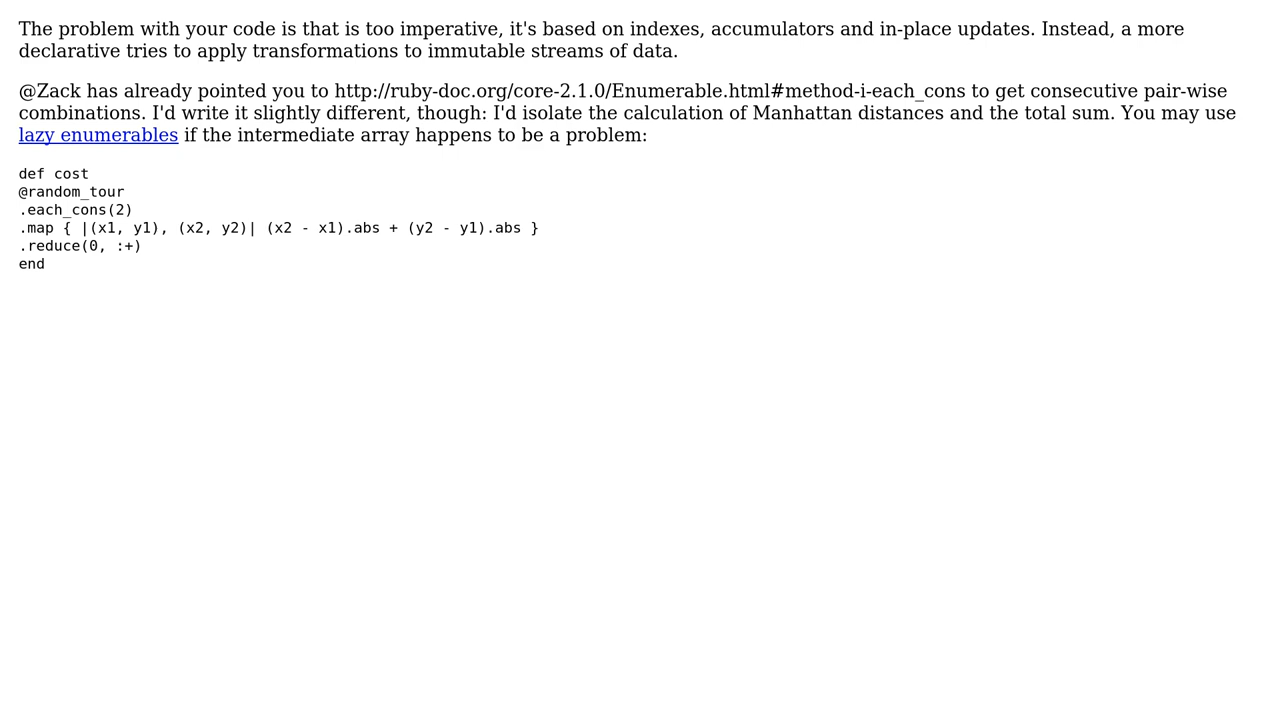 The problem with your code is that is too imperative, it's based on indexes, accumulators and in-place updates. Instead, a more
declarative tries to apply transformations to immutable streams of data.
@Zack has already pointed you to http://ruby-doc.org/core-2.1.0/Enumerable.html#method-i-each_cons to get consecutive pair-wise
combinations. I'd write it slightly different, though: I'd isolate the calculation of Manhattan distances and the total sum. You may use
lazy enumerables if the intermediate array happens to be a problem:
def cost
@random_tour
.each_cons(2)
.map { |(x1, y1), (x2, y2)| (x2 - x1).abs + (y2 - y1).abs }
.reduce(0, :+)
end